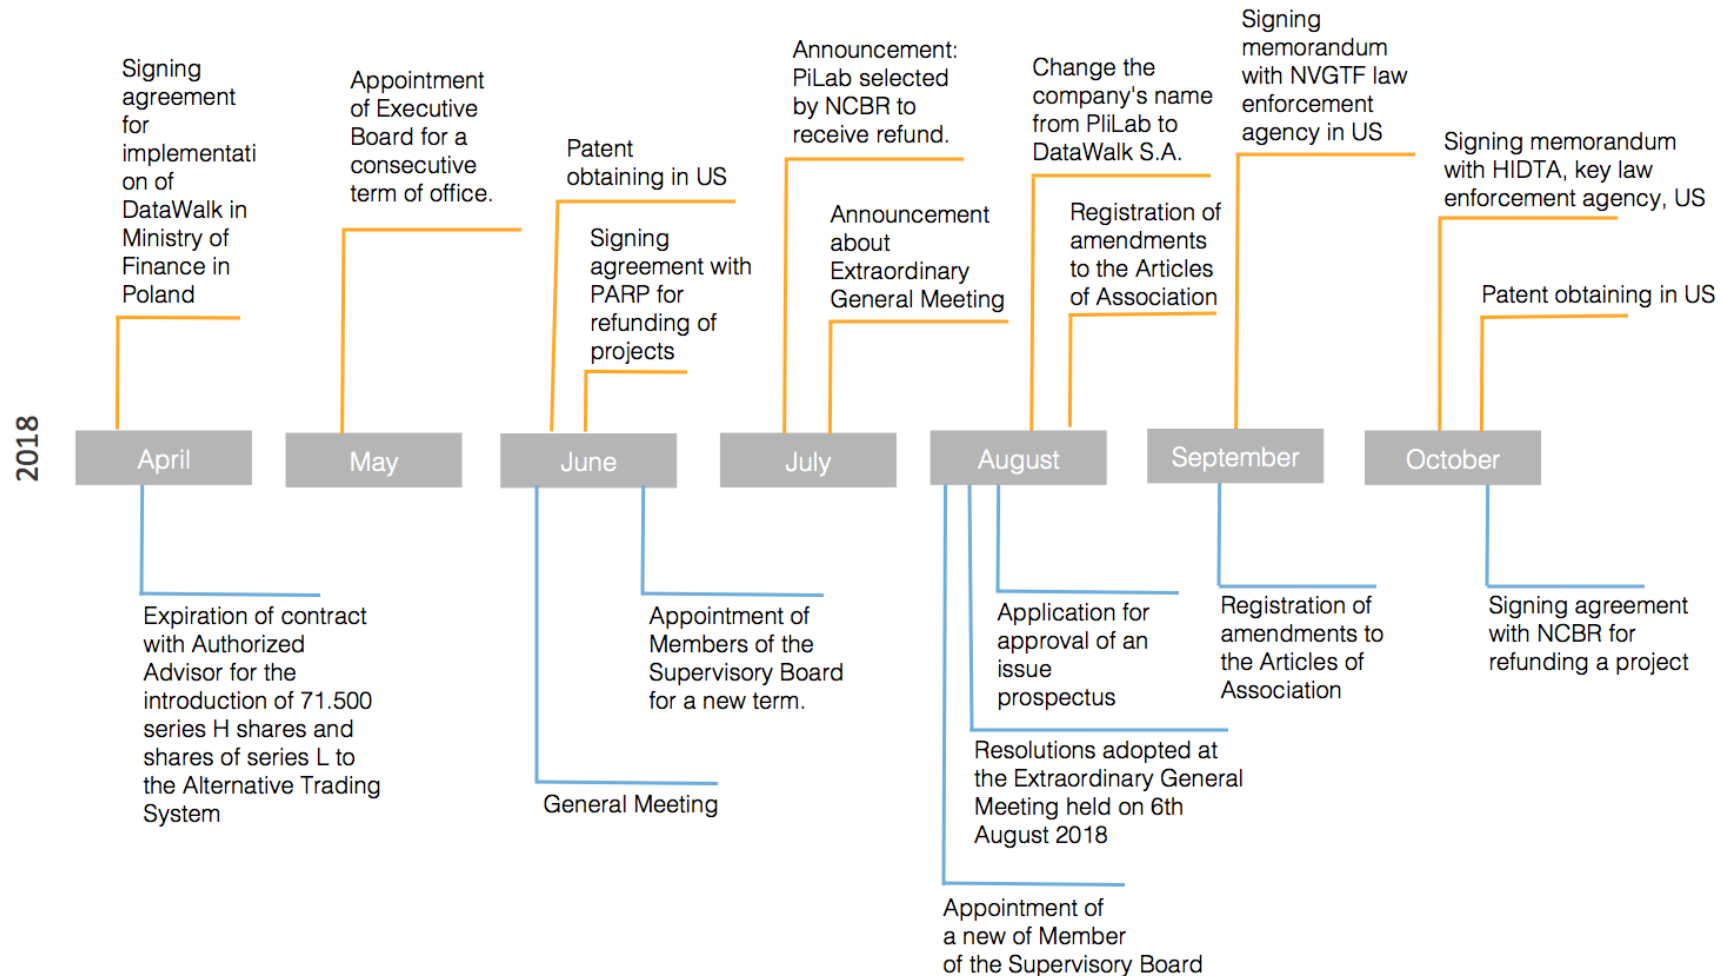 Signing
agreement
for
implementati
on of
DataWalk in
Ministry of
Finance in
Poland
Appointment
of Executive
Board for a
consecutive
term of office.
Patent
obtaining in US
Signing
agreement with
PARP for
refunding of
projects
Announcement:
PiLab selected
by NCBR to
receive refund.
Announcement
about
Extraordinary
General Meeting
Change the
company's name
from PliLab to
DataWalk S.A.
Registration of
amendments
to the Articles
of Association
Signing
memorandum
with NVGTF law
enforcement
agency in US
Signing memorandum
with HIDTA, key law
enforcement agency, US
Patent obtaining in US
2018
April
May
June
July
August
September
October
Expiration of contract
with Authorized
Advisor for the
introduction of 71.500
series H shares and
shares of series L to
the Alternative Trading
System
General Meeting
Appointment of
Members of the
Supervisory Board
for a new term.
Application for
approval of an
issue
prospectus
Resolutions adopted at
the Extraordinary General
Meeting held on 6th
August 2018
Appointment of
a new of Member
of the Supervisory Board
Registration of
amendments to
the Articles of
Association
Signing agreement
with NCBR for
refunding a project